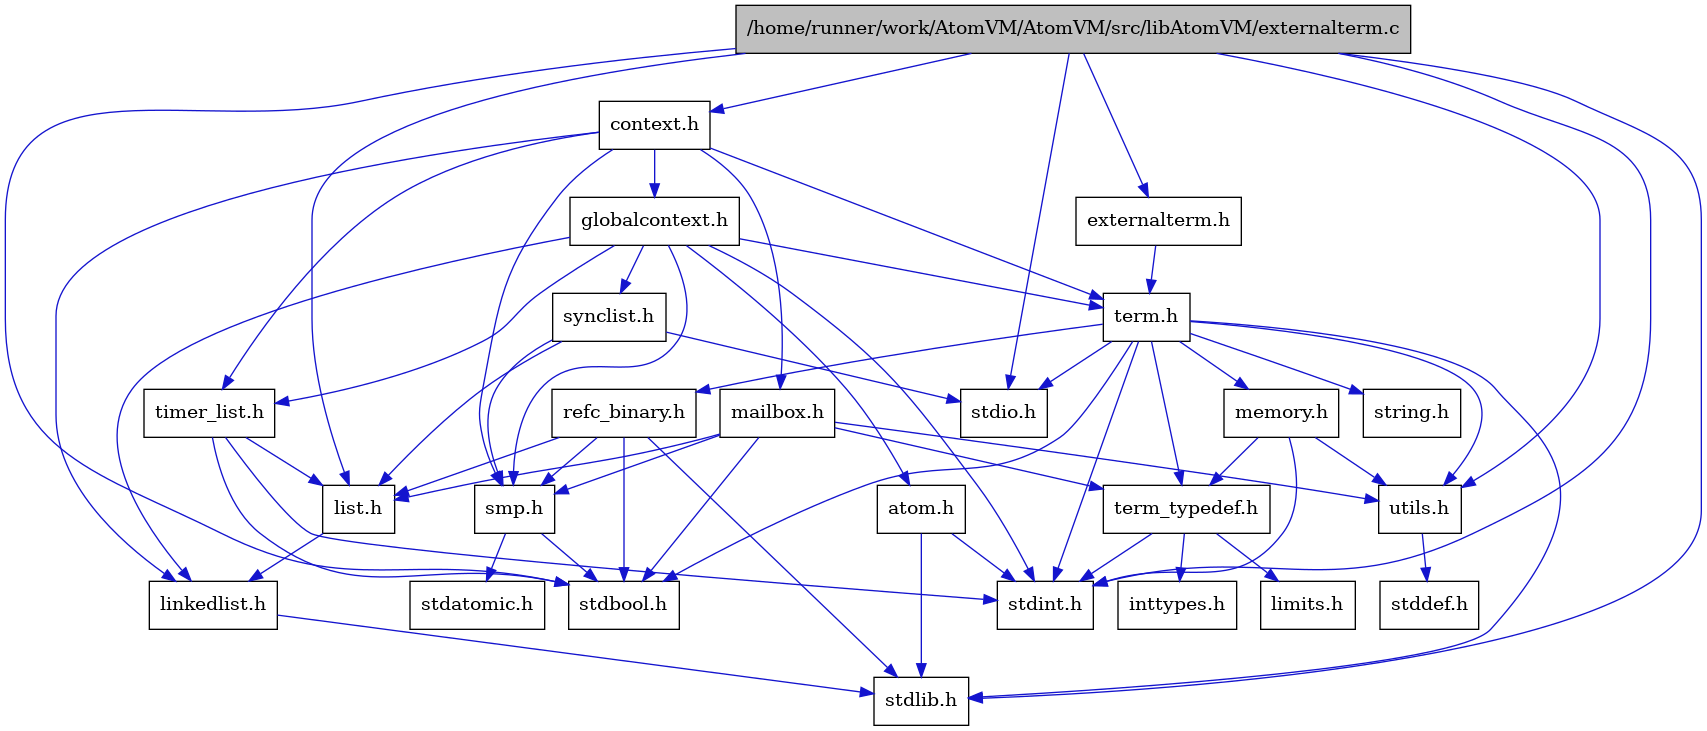 /home/runner/work/AtomVM/AtomVM/src/libAtomVM/externalterm.c
context.h
globalcontext.h
externalterm.h
synclist.h
term.h
timer_list.h
refc_binary.h
mailbox.h
stdio.h
memory.h
string.h
list.h
smp.h
atom.h
term_typedef.h
utils.h
linkedlist.h
stdatomic.h
stdbool.h
stdint.h
inttypes.h
limits.h
stddef.h
stdlib.h